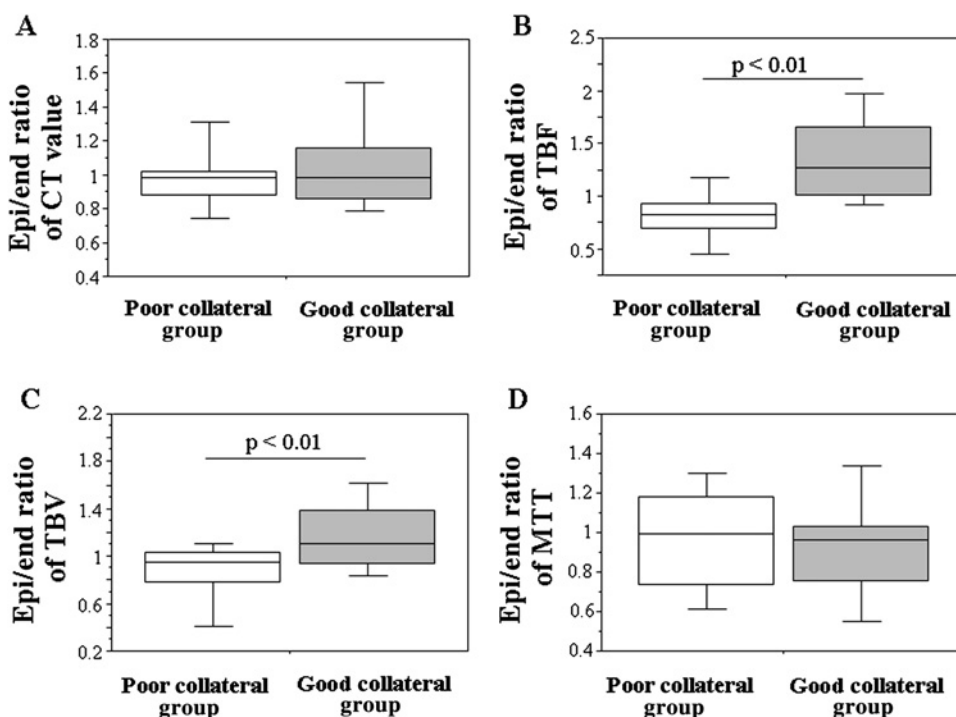 A
Epi/end ratio
of CT value
1.8
1.6
1.4
1.2
1
0.8
0.6
0.4
Poor collateral
group
Good collateral
group
B
Epi/end ratio
of TBF
2.5
2
1.5
1
0.5
p < 0.01
Poor collateral
group
Good collateral
group
C
Epi/end ratio
of TBV
2.2
1.8
1.4
1
0.6
0.2
p < 0.01
Poor collateral
group
Good collateral
group
D
Epi/end ratio
of MTT
1.6
1.4
1.2
1
0.8
0.6
0.4
Poor collateral
group
Good collateral
group